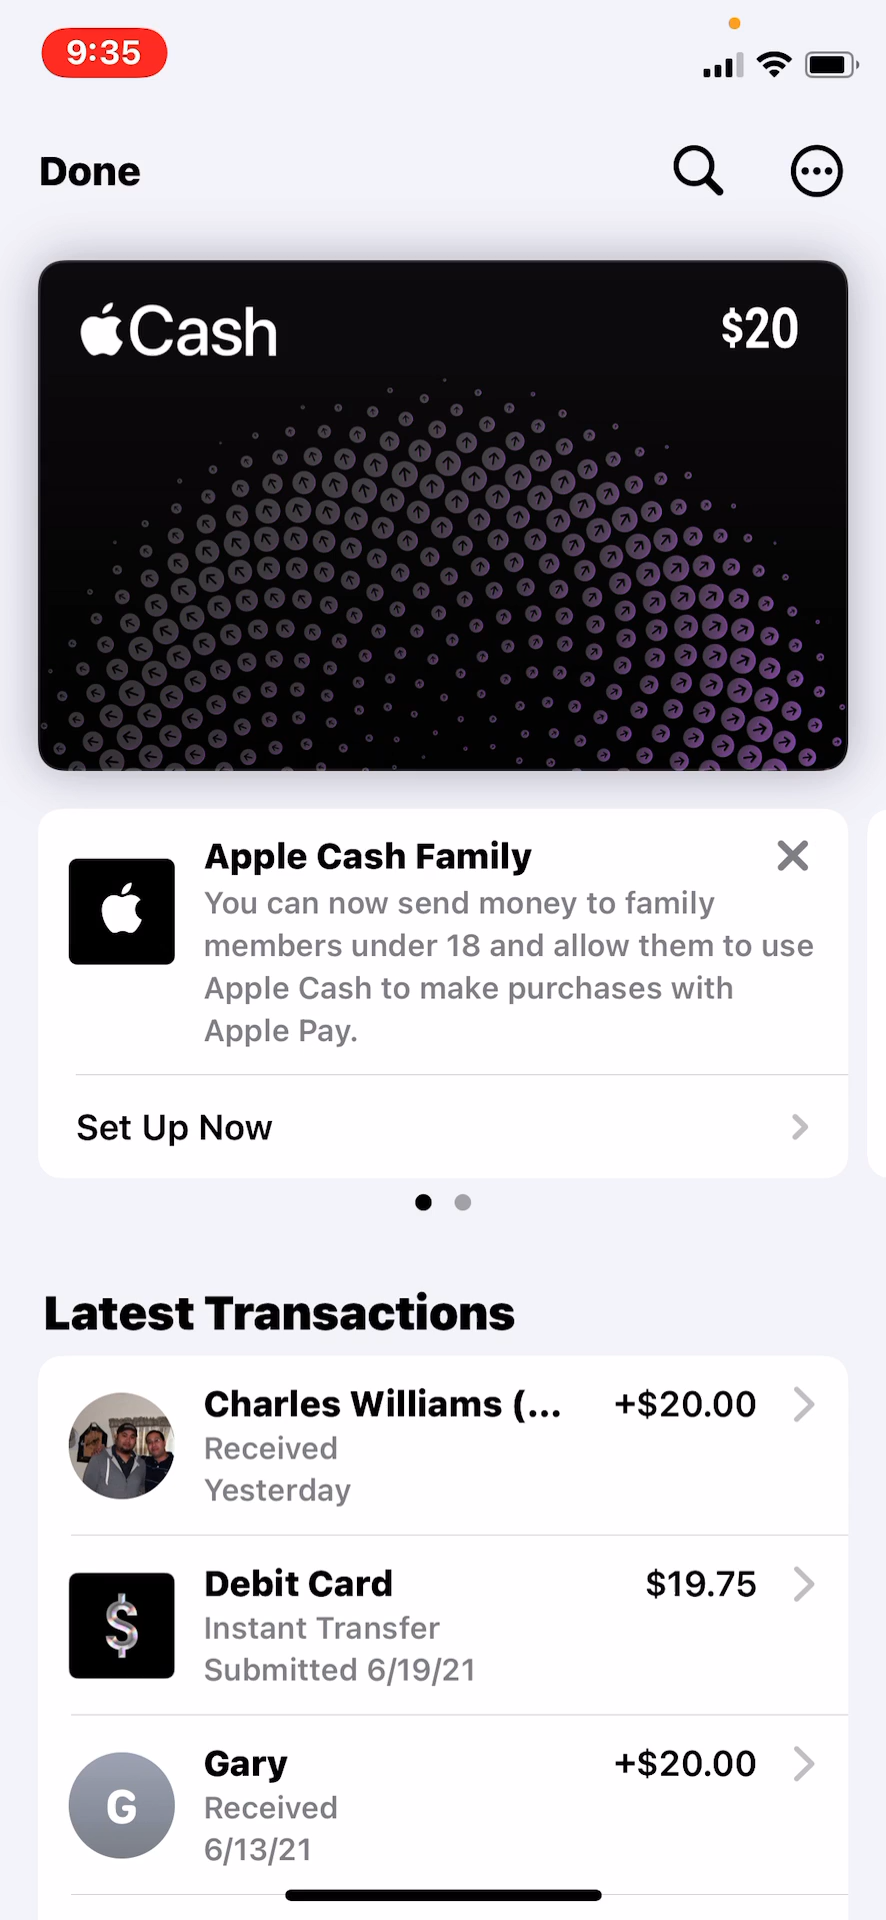 9:35
Done
Cash
$20
Apple Cash Family
You can now send money to family
members under 18 and allow them to use
Apple Cash to make purchases with
Apple Pay.
Set Up Now
Latest Transactions
Charles Williams (... +$20.00
Received
Yesterday
Debit Card $19.75
Instant Transfer
Submitted 6/19/21
G
Gary +$20.00
Received
6/13/21